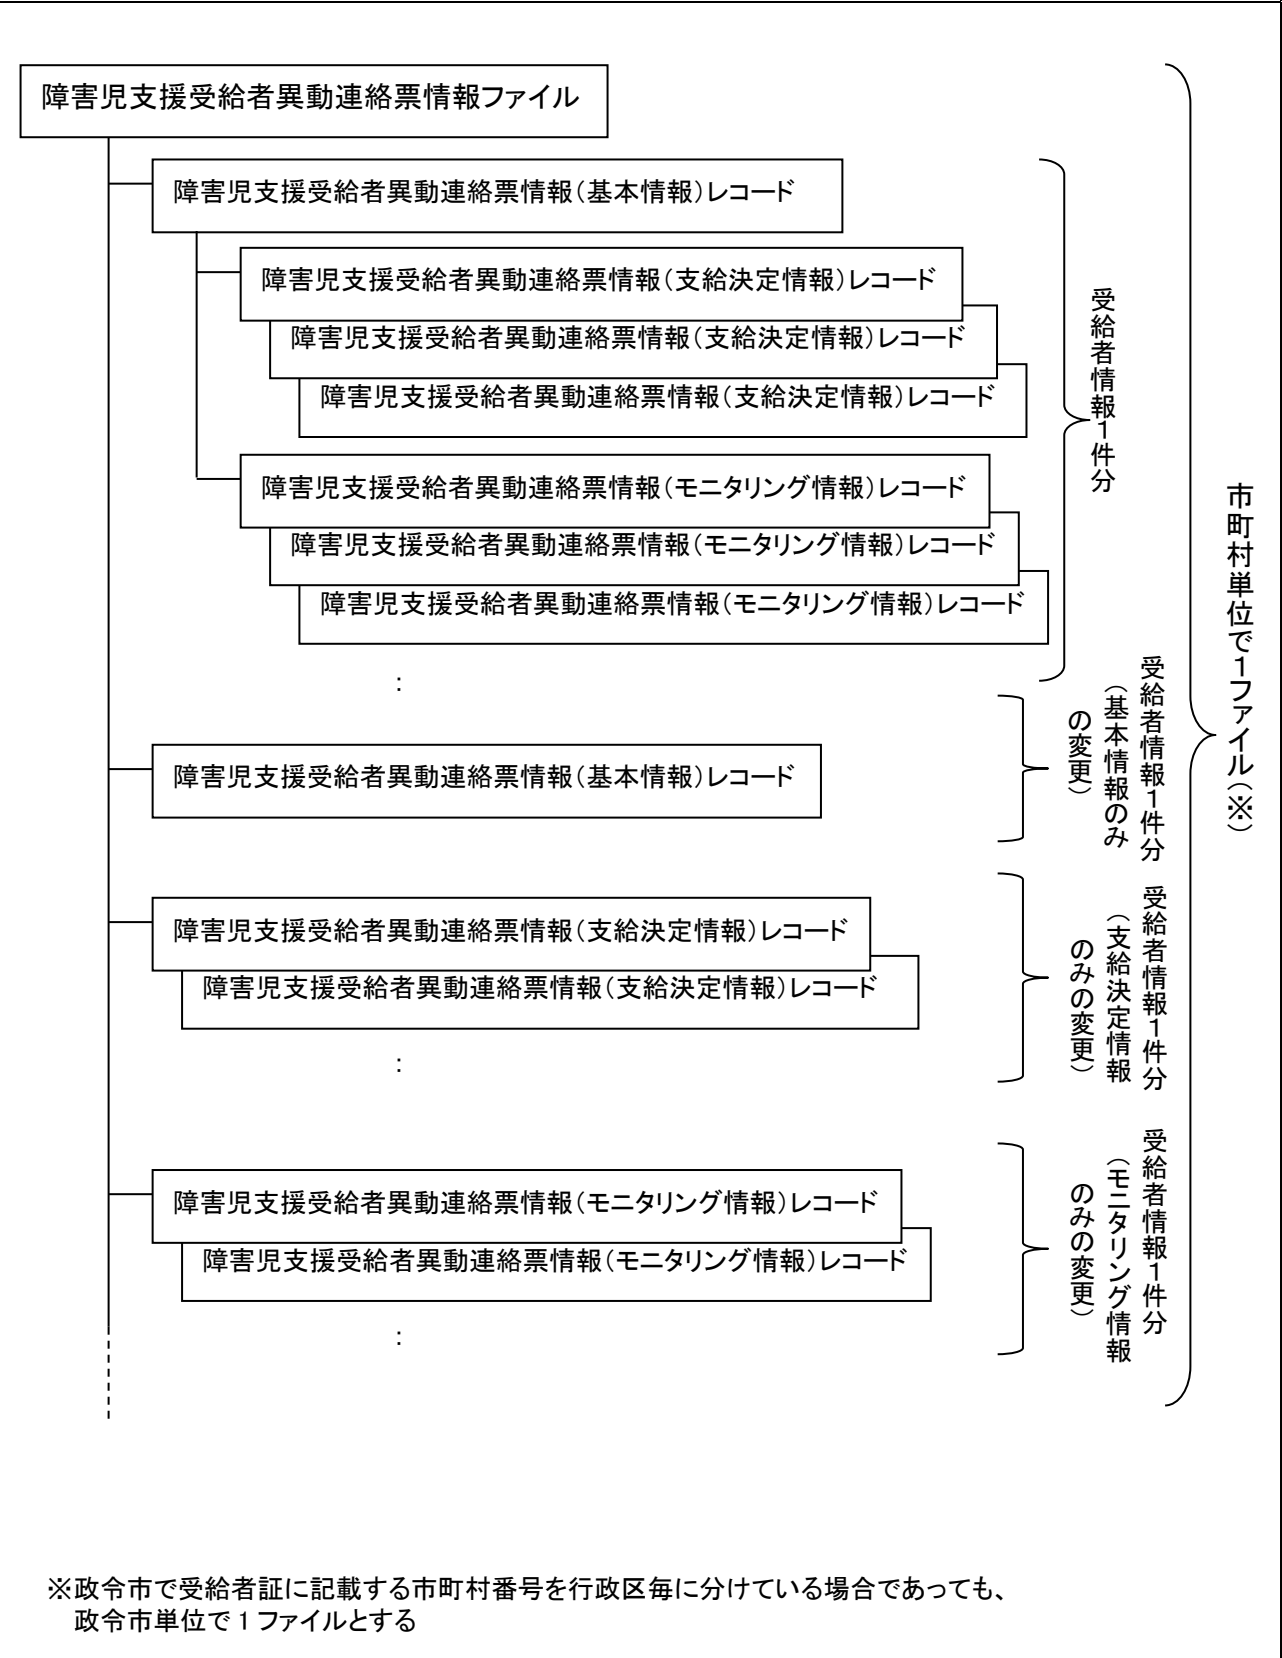 障害児支援受給者異動連絡票情報ファイル
障害児支援受給者異動連絡票情報（基本情報）レコード
障害児支援受給者異動連絡票情報（支給決定情報）レコード
障害児支援受給者異動連絡票情報（支給決定情報）レコード
障害児支援受給者異動連絡票情報（支給決定情報）レコード
障害児支援受給者異動連絡票情報（モニタリング情報）レコード
障害児支援受給者異動連絡票情報（モニタリング情報）レコード
障害児支援受給者異動連絡票情報（モニタリング情報）レコード
：
受給者情報１件分
障害児支援受給者異動連絡票情報（基本情報）レコード
受給者情報１件分
（基本情報のみ
の変更）
障害児支援受給者異動連絡票情報（支給決定情報）レコード
障害児支援受給者異動連絡票情報（支給決定情報）レコード
：
受給者情報１件分
（支給決定情報
のみの変更）
障害児支援受給者異動連絡票情報（モニタリング情報）レコード
障害児支援受給者異動連絡票情報（モニタリング情報）レコード
：
受給者情報１件分
（モニタリング情報
のみの変更）
市町村単位で１ファイル（※）
※政令市で受給者証に記載する市町村番号を行政区毎に分けている場合であっても、
政令市単位で１ファイルとする